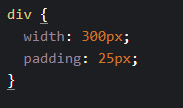 div {
  width: 300px;
  padding: 25px;
}